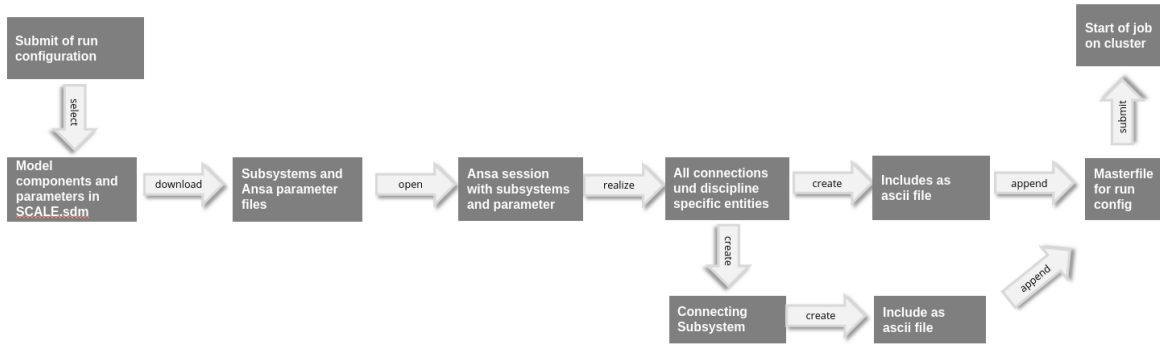 Submit of run
configuration
select
Model
components and
parameters in
SCALE.sdm
download
Subsystems and
Ansa parameter
files
open
Ansa session
with subsystems
and parameter
realize
All connections
und discipline
specific entities
create
Includes as
ascii file
append
Masterfile
for run
config
submit
Start of job
on cluster
create
Connecting
Subsystem
create
Include as
ascii file
append